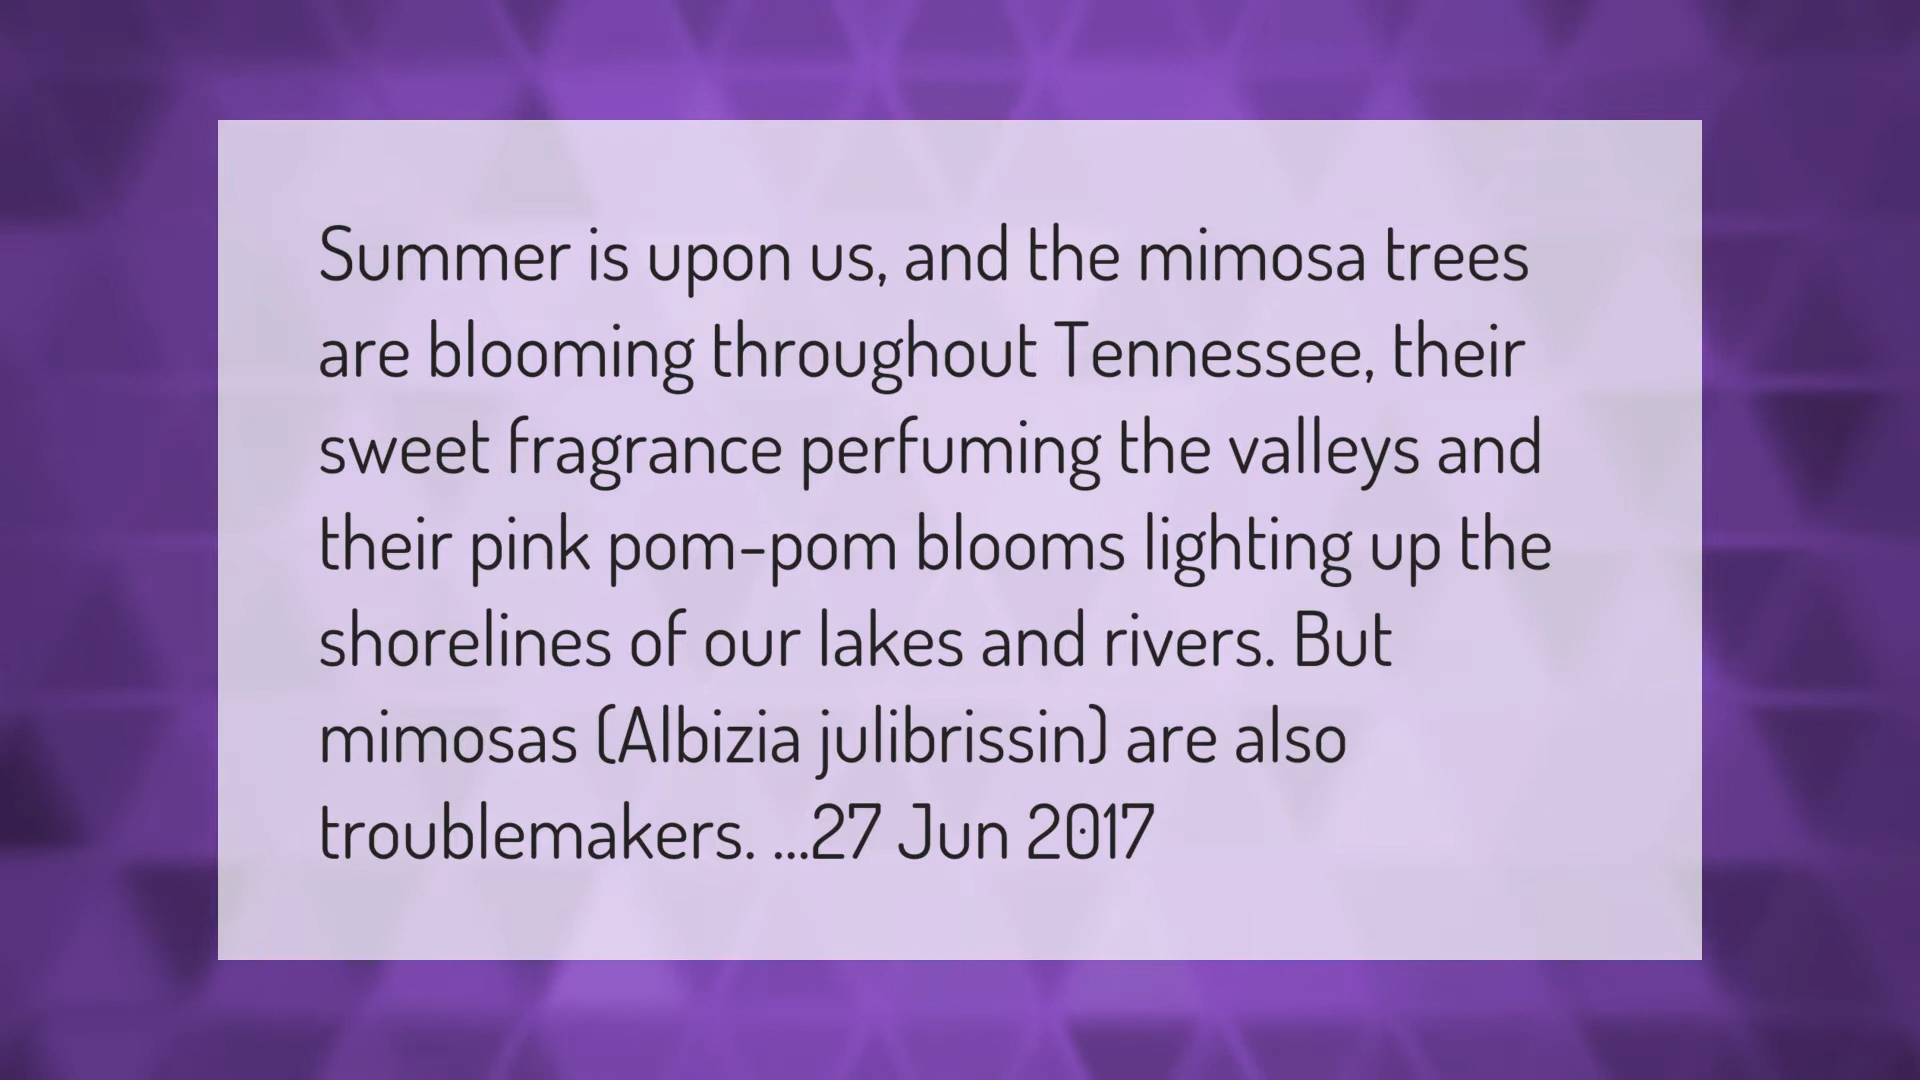 Summer is upon us, and the mimosa trees
are blooming throughout Tennessee, their
sweet fragrance perfuming the valleys and
their pink pom-pom blooms lighting up the
shorelines of our lakes and rivers. But
mimosas (Albizia julibrissin) are also
troublemakers. ...27 Jun 2017